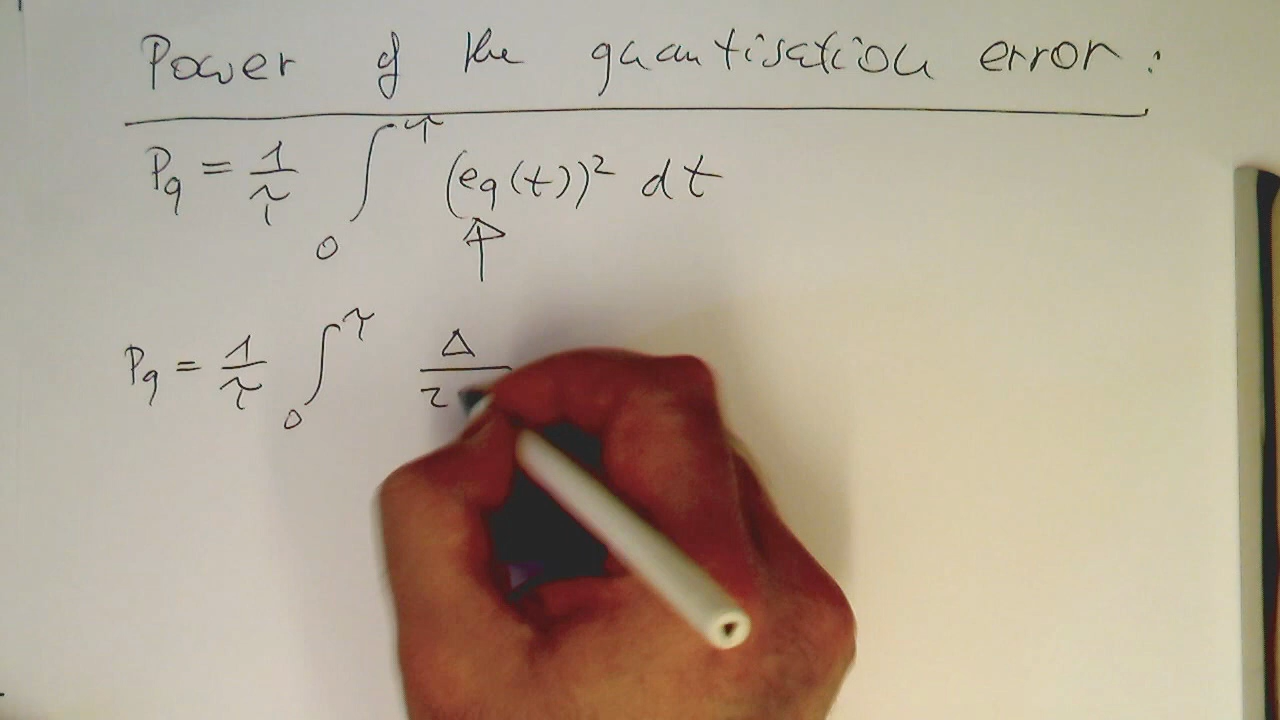 Power of the quantisation error :
Pq = 1/τ ∫₀^τ (eq(t))² dt
↑
Pq = 1/τ ∫₀^τ Δ/2